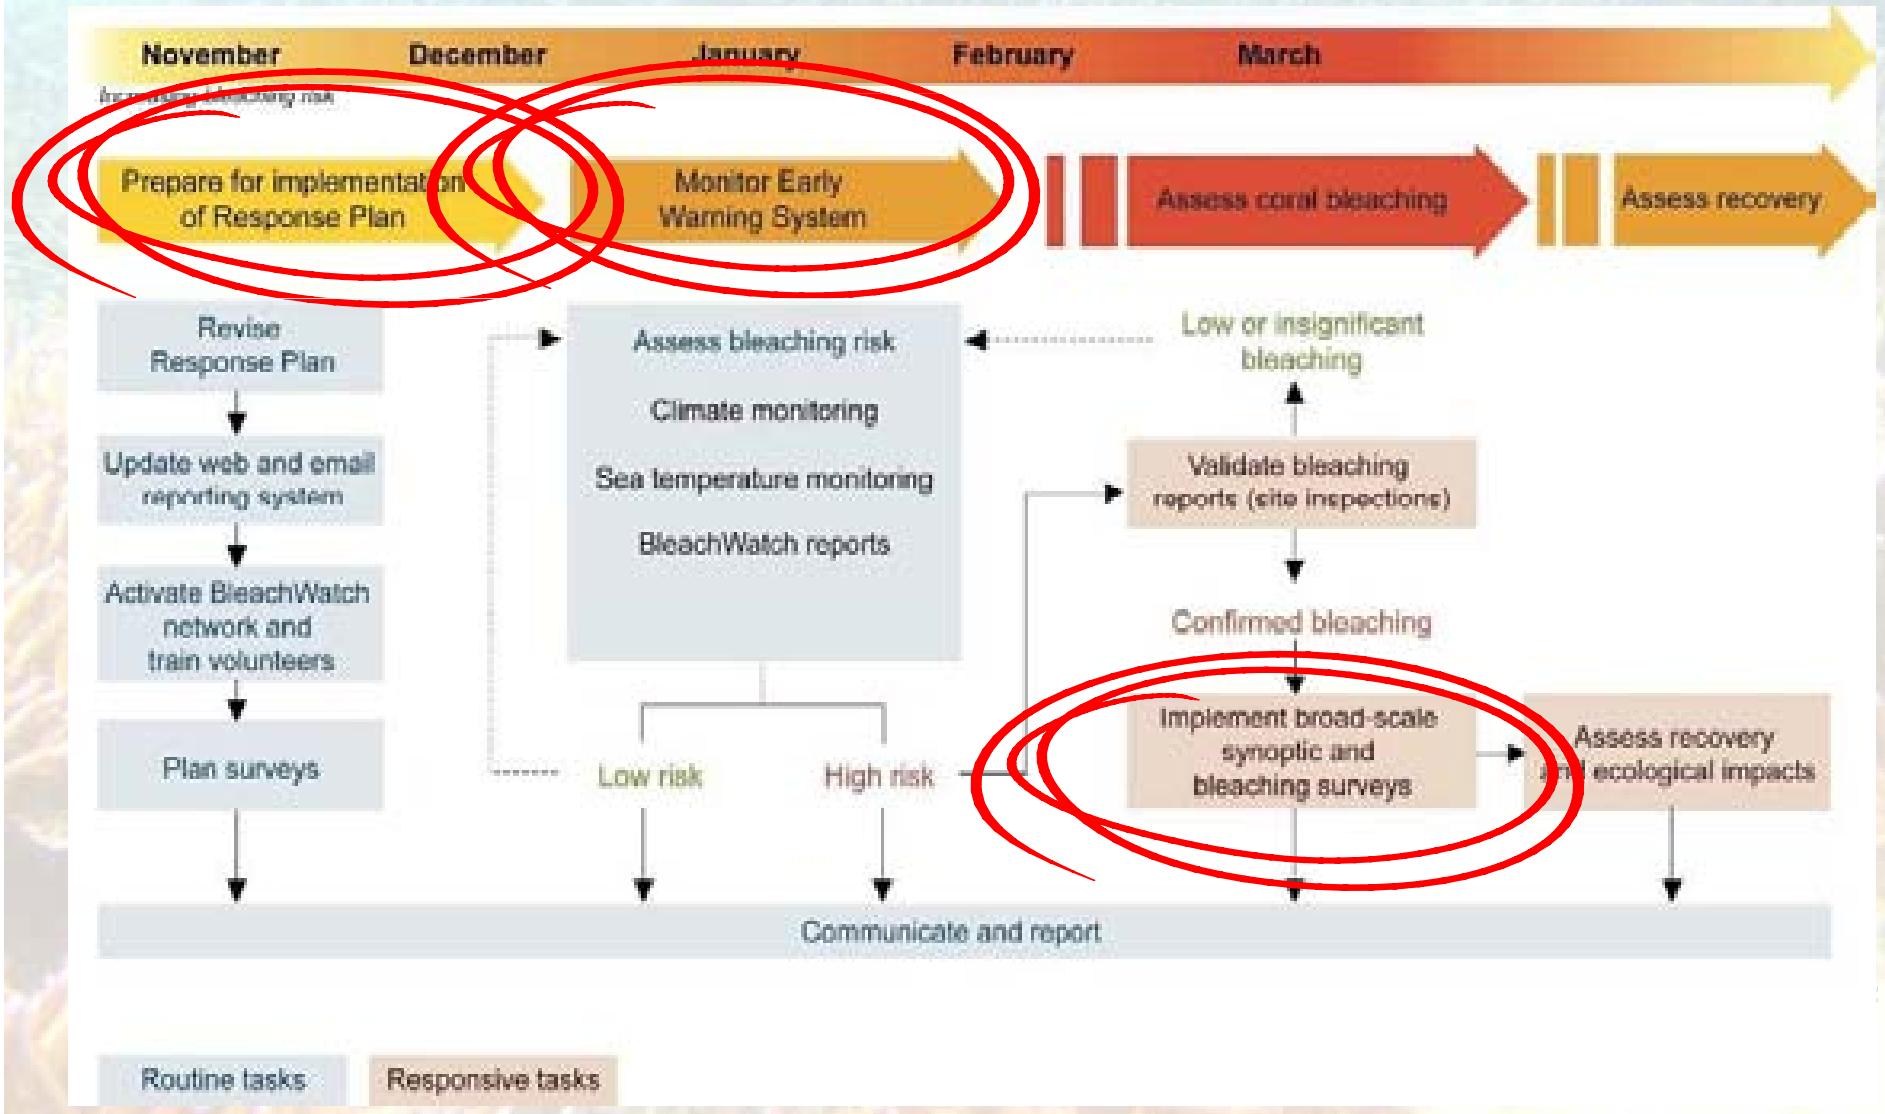 November December January February March
Increasing bleaching risk
Prepare for implementation
of Response Plan
Monitor Early
Warning System
Assess coral bleaching
Assess recovery
Revise
Response Plan
Update web and email
reporting system
Activate BleachWatch
network and
train volunteers
Plan surveys
Assess bleaching risk
Climate monitoring
Sea temperature monitoring
BleachWatch reports
Low risk
High risk
Low or insignificant
bleaching
Validate bleaching
reports (site inspections)
Confirmed bleaching
Implement broad-scale
synoptic and
bleaching surveys
Assess recovery
and ecological impacts
Communicate and report
Routine tasks
Responsive tasks